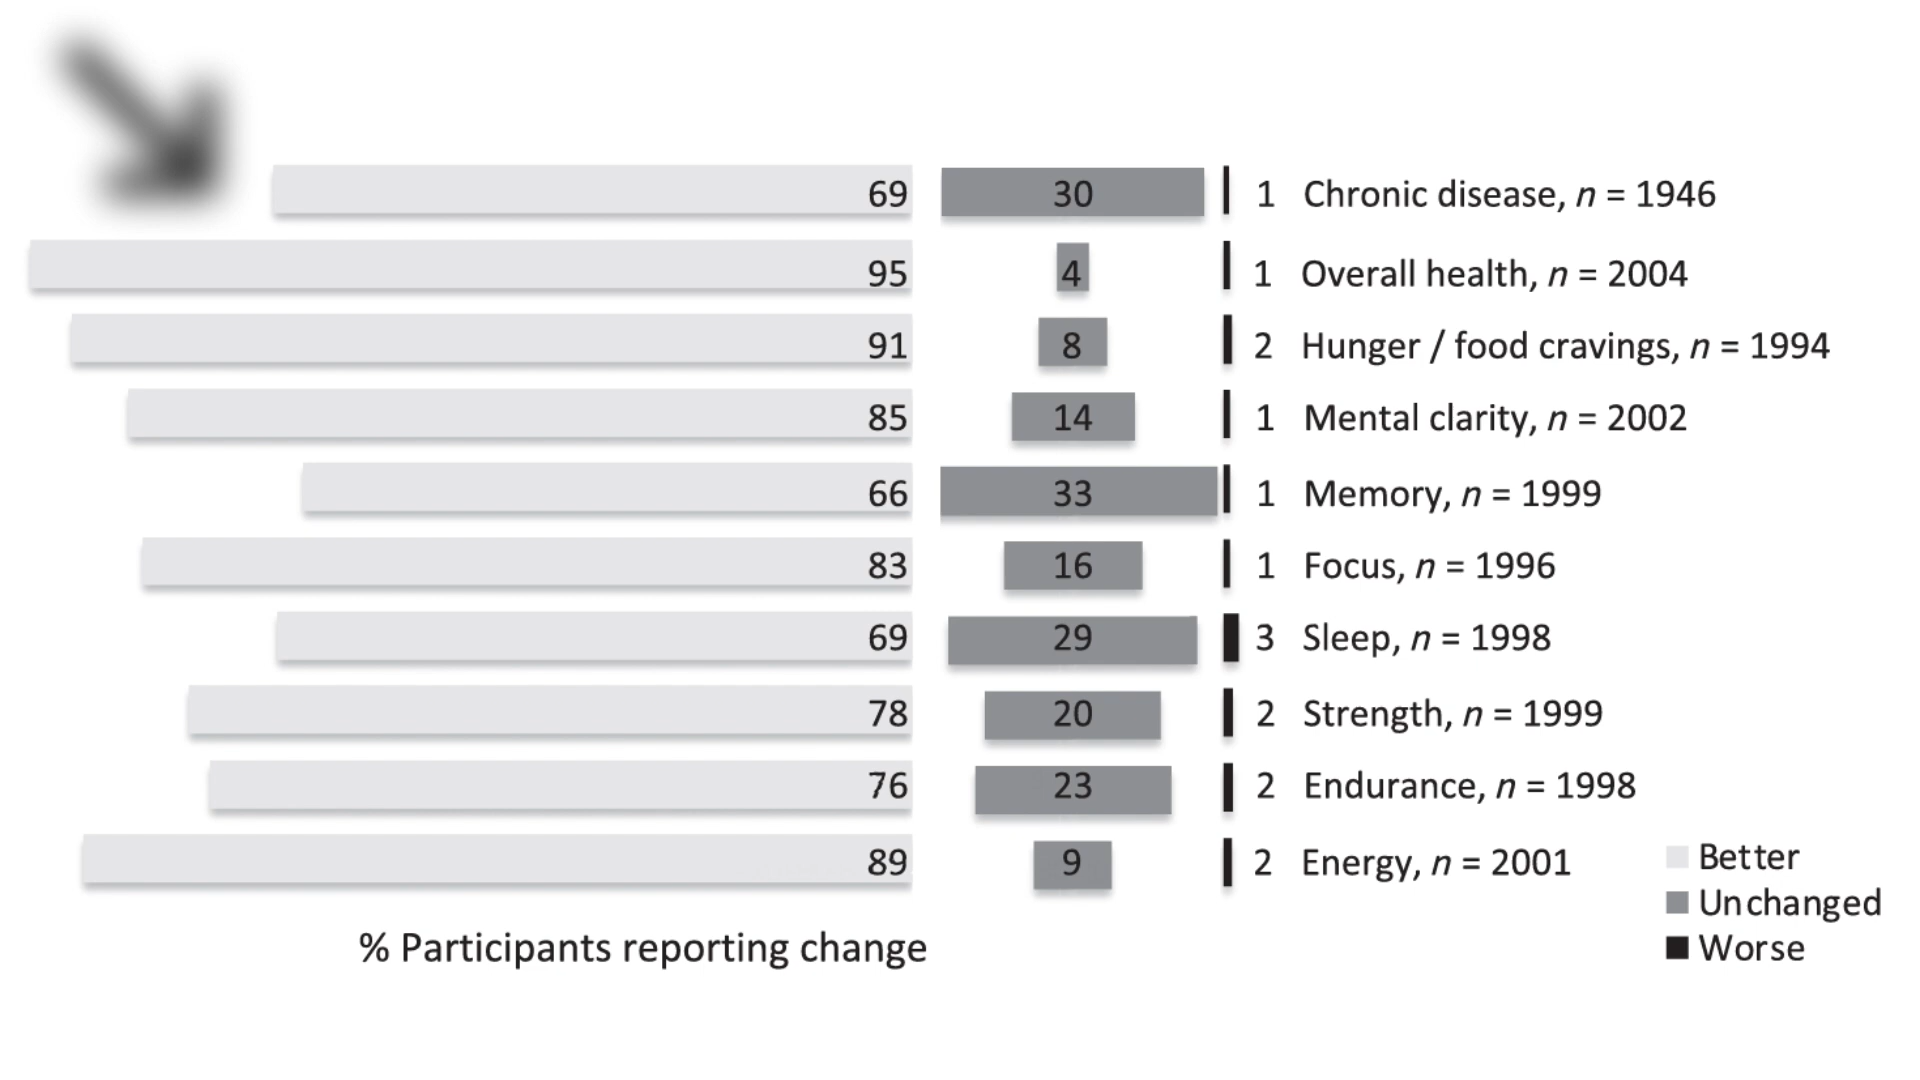 69 30 1 Chronic disease, n = 1946
95 4 1 Overall health, n = 2004
91 8 2 Hunger / food cravings, n = 1994
85 14 1 Mental clarity, n = 2002
66 33 1 Memory, n = 1999
83 16 1 Focus, n = 1996
69 29 3 Sleep, n = 1998
78 20 2 Strength, n = 1999
76 23 2 Endurance, n = 1998
89 9 2 Energy, n = 2001
Better
Unchanged
Worse
% Participants reporting change